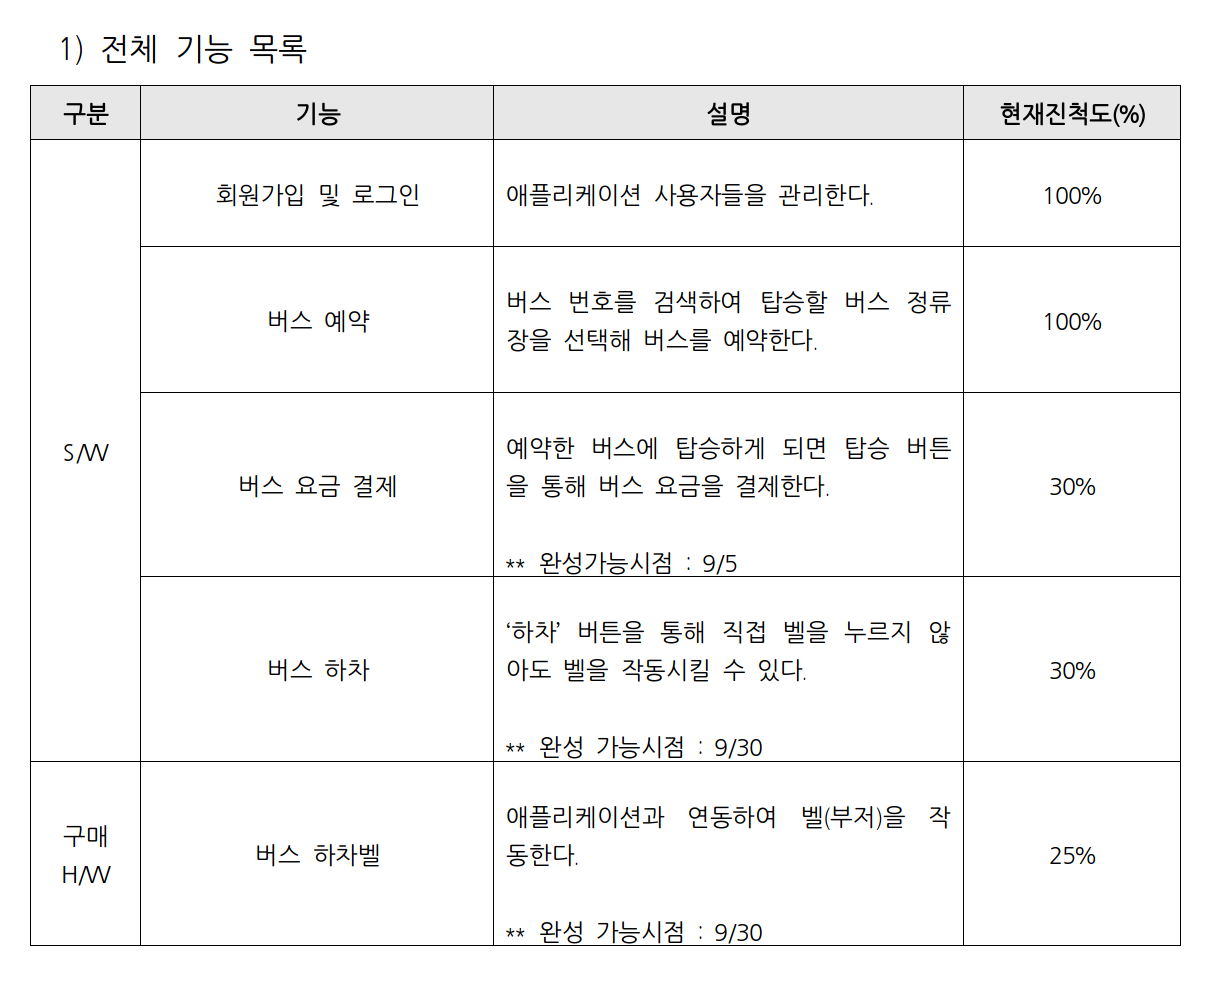 1) 전체 기능 목록
구분 기능 설명 현재진척도(%)
S/W
회원가입 및 로그인
애플리케이션 사용자들을 관리한다.
100%
버스 예약
버스 번호를 검색하여 탑승할 버스 정류
장을 선택해 버스를 예약한다.
100%
버스 요금 결제
예약한 버스에 탑승하게 되면 탑승 버튼
을 통해 버스 요금을 결제한다.
** 완성가능시점 : 9/5
30%
버스 하차
‘하차’ 버튼을 통해 직접 벨을 누르지 않
아도 벨을 작동시킬 수 있다.
** 완성 가능시점 : 9/30
30%
구매
H/W
버스 하차벨
애플리케이션과 연동하여 벨(부저)을 작
동한다.
** 완성 가능시점 : 9/30
25%